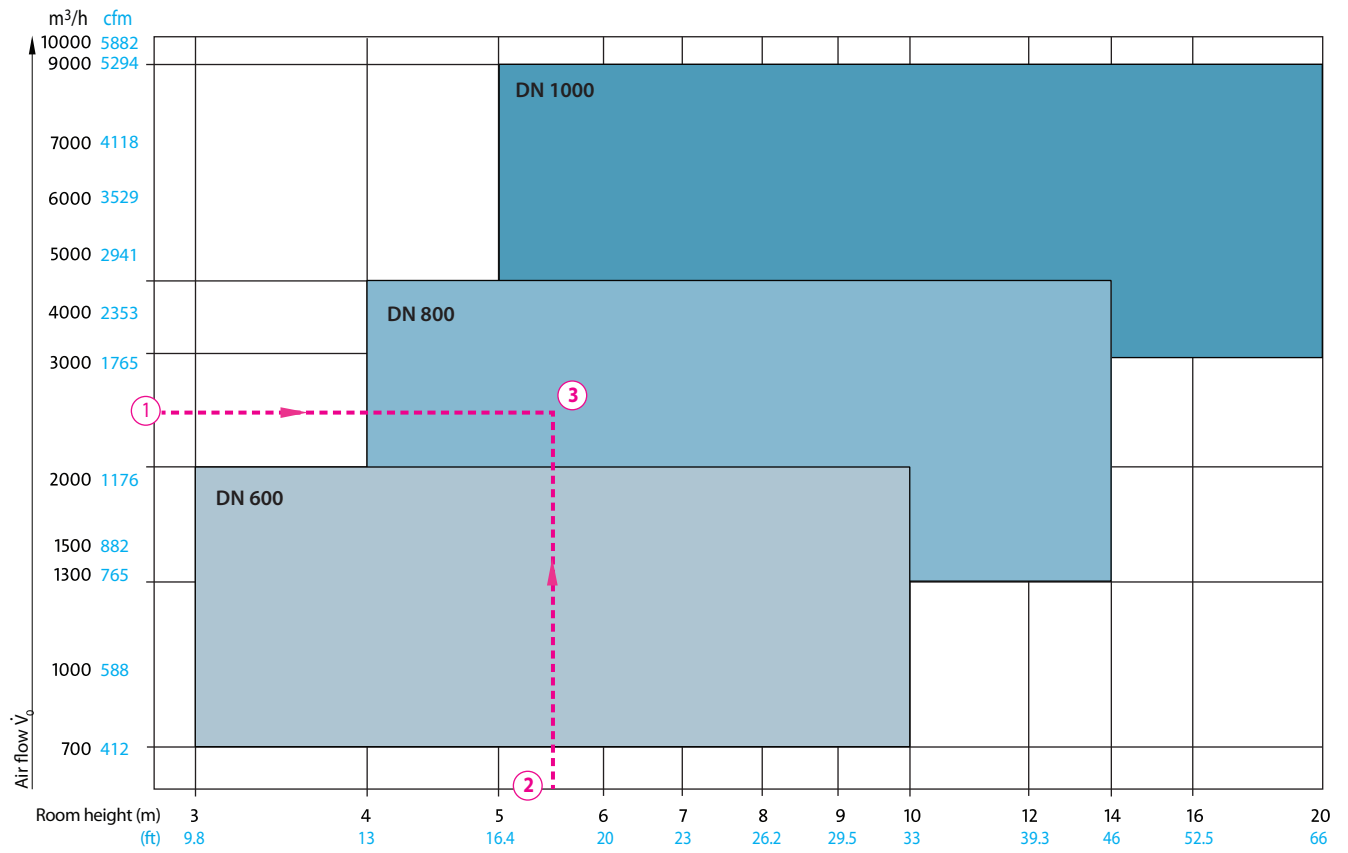 m³/h cfm
10000 5882
9000 5294
DN 1000
7000 4118
6000 3529
5000 2941
4000 2353
DN 800
3000 1765
3
1
2000 1176
DN 600
1500 882
1300 765
1000 588
Air flow V̇₀
700 412
2
Room height (m) 3 4 5 6 7 8 9 10 12 14 16 20
(ft) 9.8 13 16.4 20 23 26.2 29.5 33 39.3 46 52.5 66